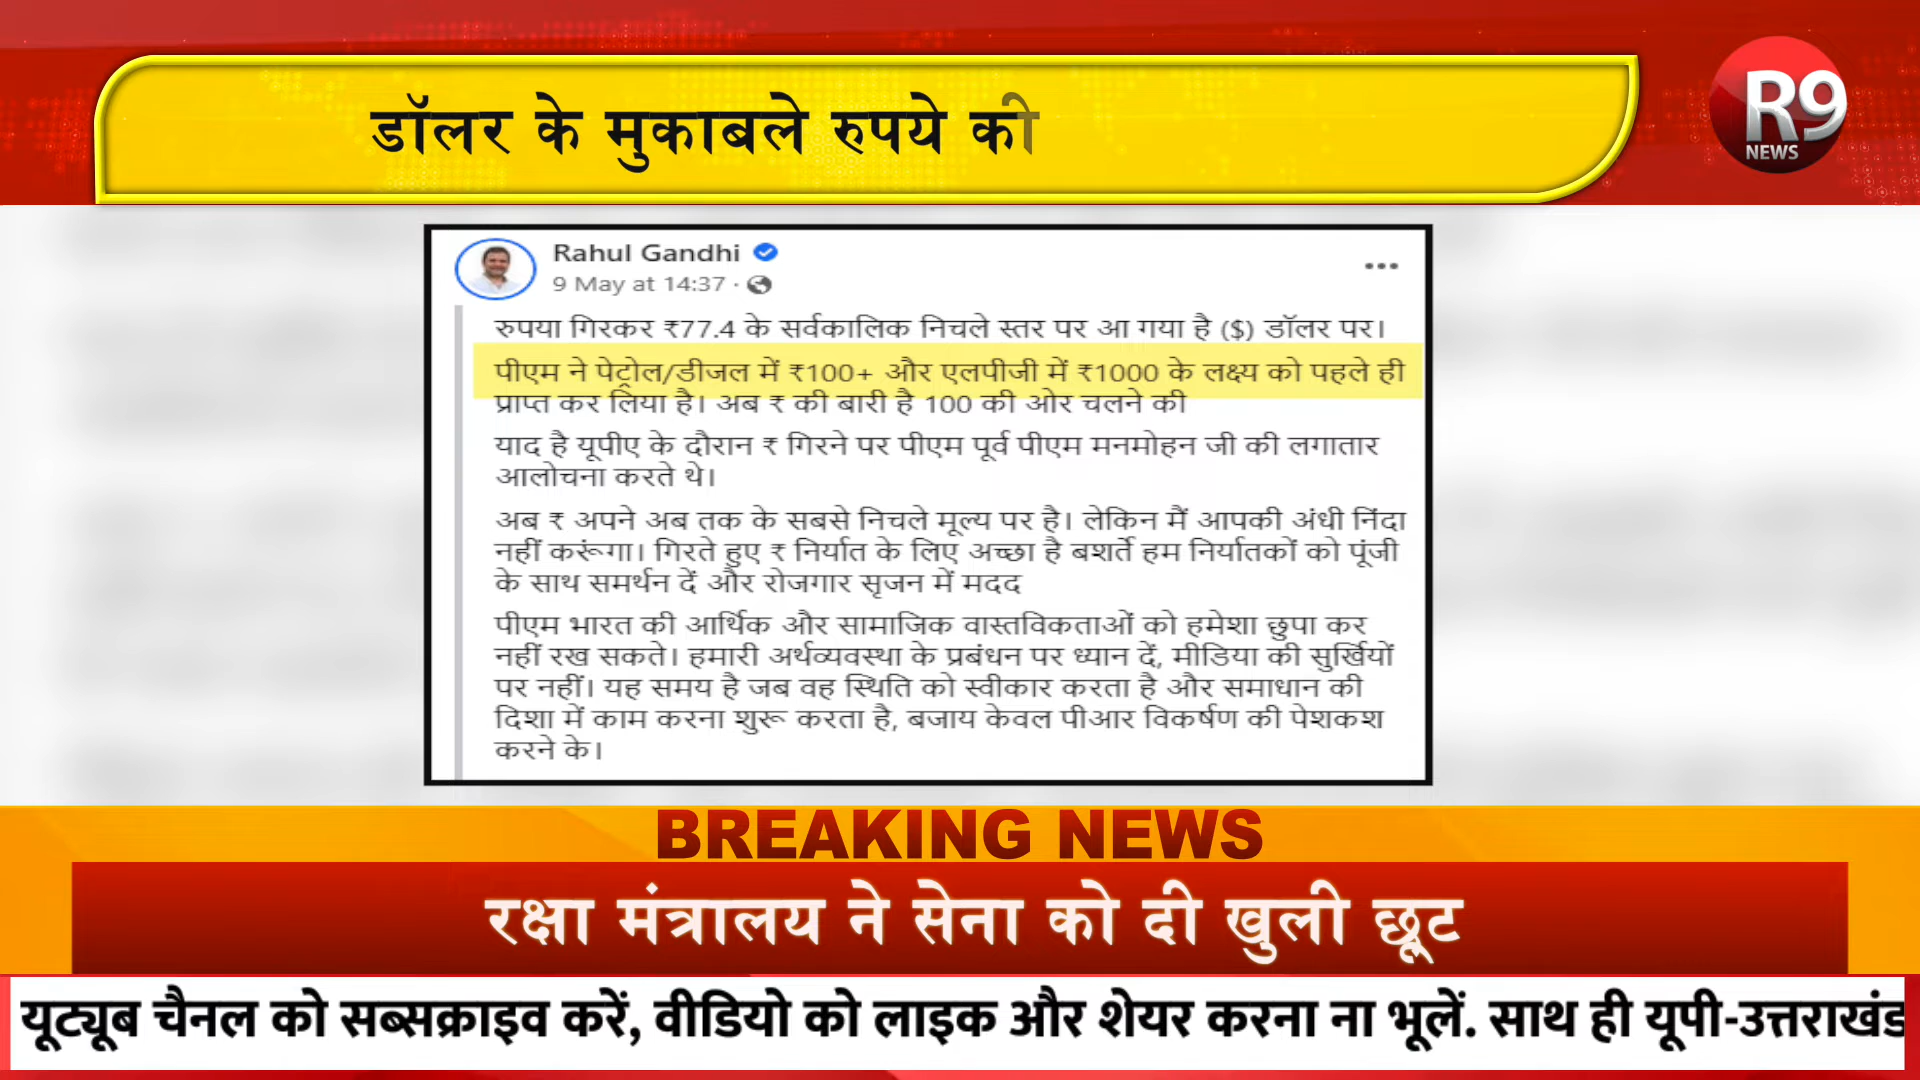 डॉलर के मुकाबले रुपये की
R9
NEWS
Rahul Gandhi
9 May at 14:37 ·
रुपया गिरकर ₹77.4 के सर्वकालिक निचले स्तर पर आ गया है ($) डॉलर पर।
पीएम ने पेट्रोल/डीजल में ₹100+ और एलपीजी में ₹1000 के लक्ष्य को पहले ही
प्राप्त कर लिया है। अब ₹ की बारी है 100 की ओर चलने की
याद है यूपीए के दौरान ₹ गिरने पर पीएम पूर्व पीएम मनमोहन जी की लगातार
आलोचना करते थे।
अब ₹ अपने अब तक के सबसे निचले मूल्य पर है। लेकिन मैं आपकी अंधी निंदा
नहीं करूंगा। गिरते हुए ₹ निर्यात के लिए अच्छा है बशर्ते हम निर्यातकों को पूंजी
के साथ समर्थन दें और रोजगार सृजन में मदद
पीएम भारत की आर्थिक और सामाजिक वास्तविकताओं को हमेशा छुपा कर
नहीं रख सकते। हमारी अर्थव्यवस्था के प्रबंधन पर ध्यान दें, मीडिया की सुर्खियों
पर नहीं। यह समय है जब वह स्थिति को स्वीकार करता है और समाधान की
दिशा में काम करना शुरू करता है, बजाय केवल पीआर विकर्षण की पेशकश
करने के।
BREAKING NEWS
रक्षा मंत्रालय ने सेना को दी खुली छूट
यूट्यूब चैनल को सब्सक्राइव करें, वीडियो को लाइक और शेयर करना ना भूलें. साथ ही यूपी-उत्तराखंड